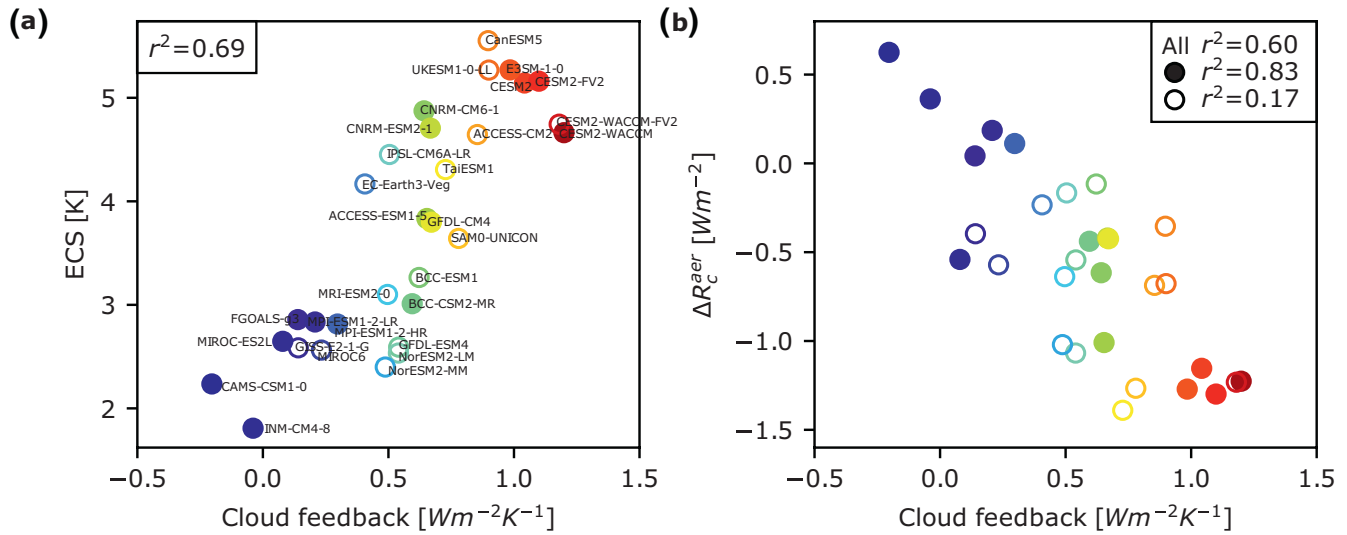 (a)
r²=0.69
ECS [K]
5
4
3
2
CanESM5
UKESM1-0-LL
E3SM-1-0
CESM2
CESM2-FV2
CNRM-CM6-1
CNRM-ESM2-1
CESM2-WACCM-FV2
ACCESS-CM2
CESM2-WACCM
IPSL-CM6A-LR
TaiESM1
EC-Earth3-Veg
ACCESS-ESM1-5
GFDL-CM4
SAM0-UNICON
BCC-ESM1
MRI-ESM2-0
BCC-CSM2-MR
FGOALS-g3
MPI-ESM1-2-LR
MPI-ESM1-2-HR
MIROC-ES2L
GISS-E2-1-G
MIROC6
GFDL-ESM4
NorESM2-LM
NorESM2-MM
CAMS-CSM1-0
INM-CM4-8
−0.5 0.0 0.5 1.0 1.5
Cloud feedback [Wm⁻²K⁻¹]
(b)
All r²=0.60
r²=0.83
r²=0.17
ΔR_c^aer [Wm⁻²]
0.5
0.0
−0.5
−1.0
−1.5
−0.5 0.0 0.5 1.0 1.5
Cloud feedback [Wm⁻²K⁻¹]